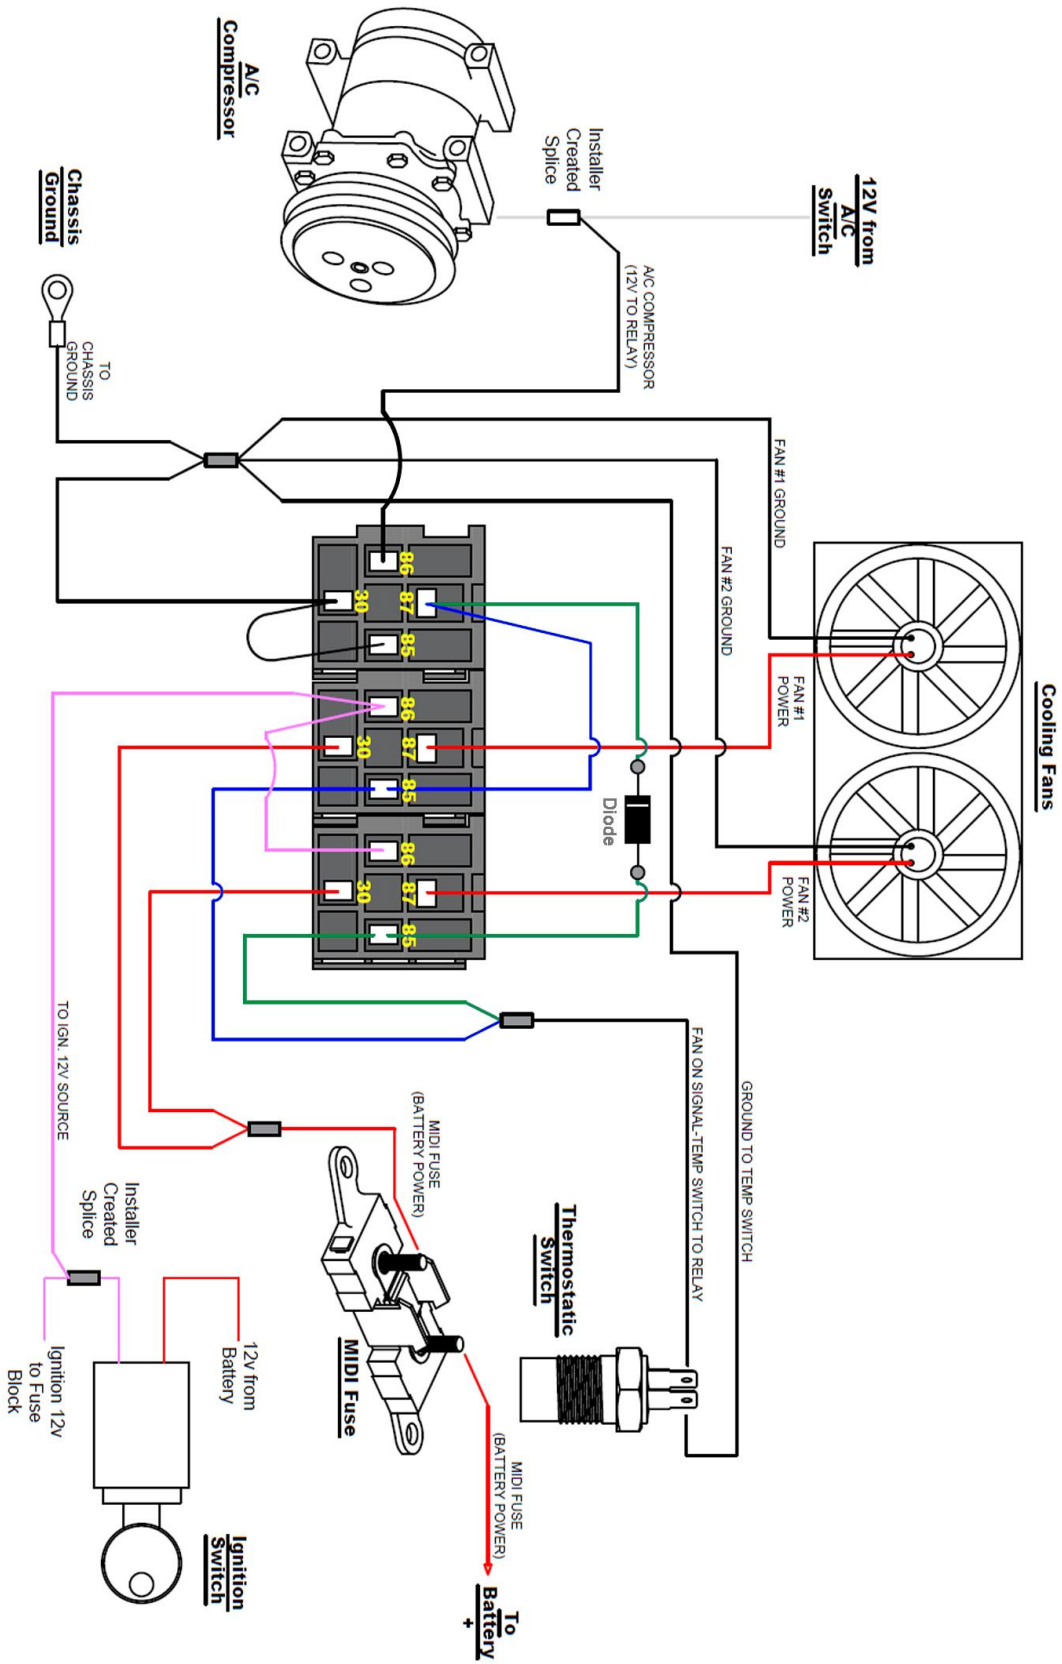 Cooling Fans
12V from
A/C
Switch
Installer
Created
Splice
A/C
Compressor
A/C COMPRESSOR
(12V TO RELAY)
Chassis
Ground
TO
CHASSIS
GROUND
FAN #1 GROUND
FAN #2 GROUND
FAN #1
POWER
FAN #2
POWER
Diode
86
87
30
85
86
87
30
85
86
87
30
85
GROUND TO TEMP SWITCH
FAN ON SIGNAL-TEMP SWITCH TO RELAY
Thermostatic
Switch
MIDI FUSE
(BATTERY POWER)
MIDI Fuse
MIDI FUSE
(BATTERY POWER)
To
Battery
+
TO IGN. 12V SOURCE
Installer
Created
Splice
12v from
Battery
Ignition 12v
to Fuse
Block
Ignition
Switch